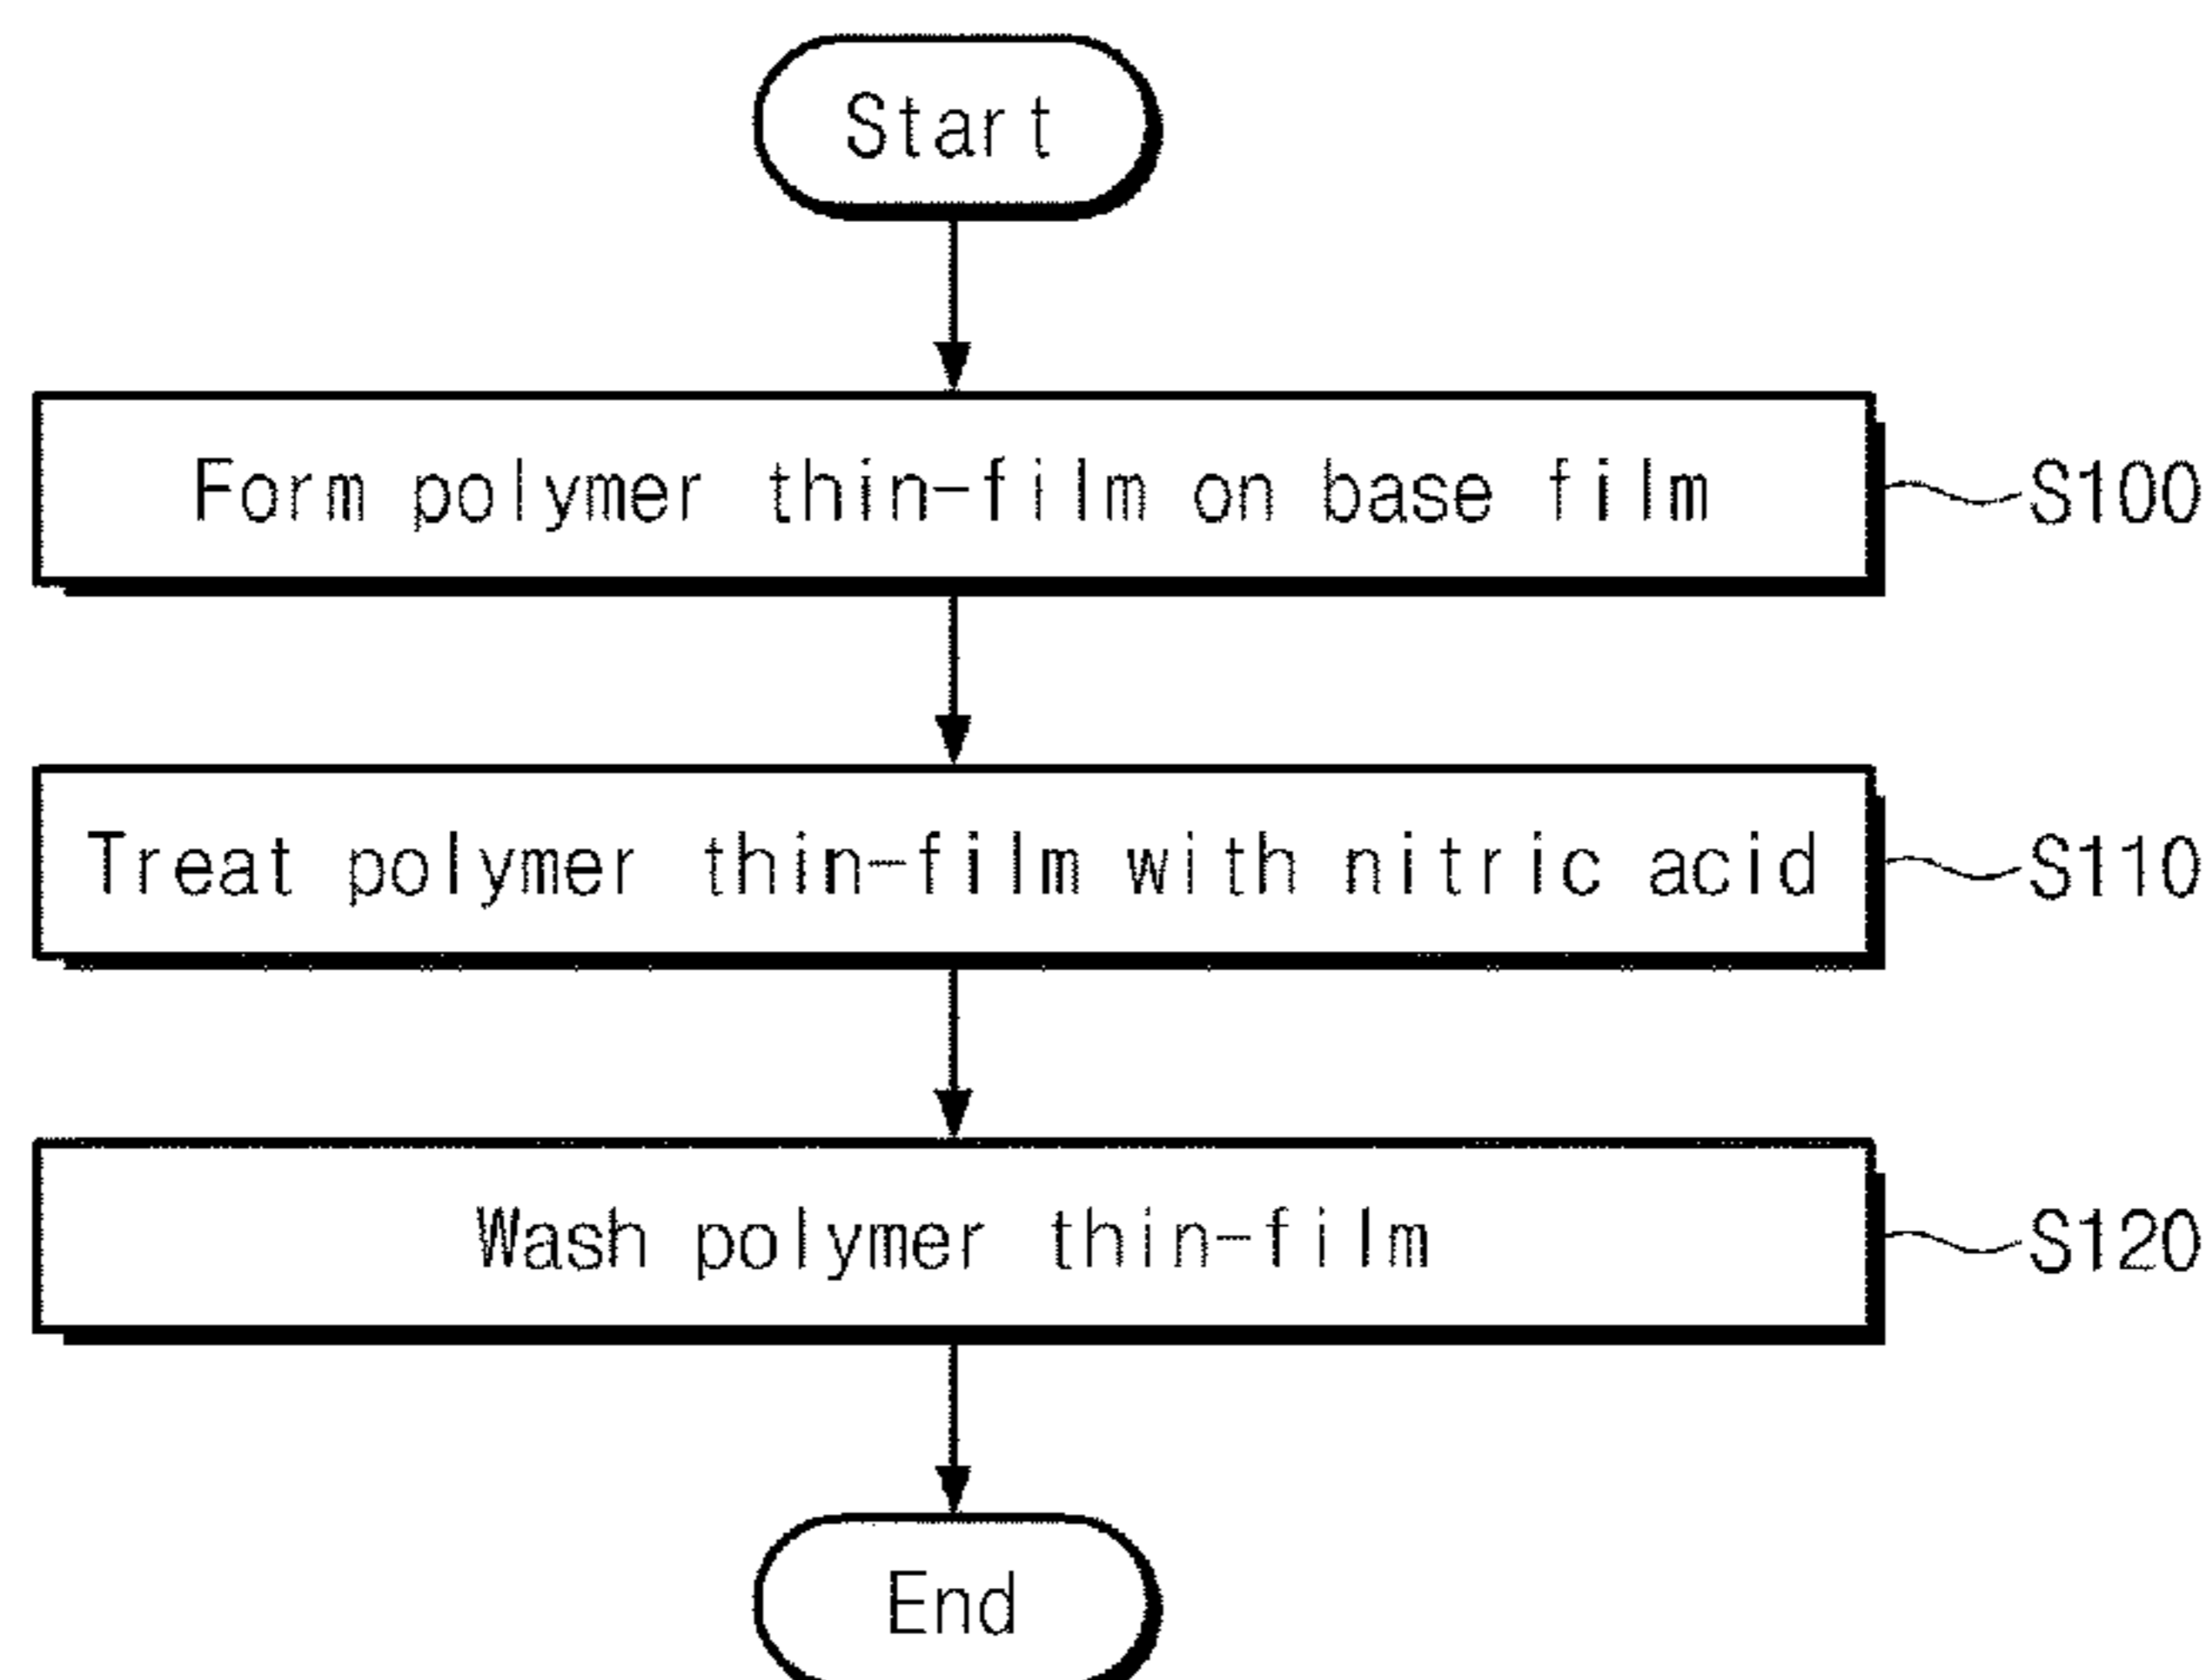 Start
Form polymer thin-film on base film
S100
Treat polymer thin-film with nitric acid
S110
Wash polymer thin-film
S120
End